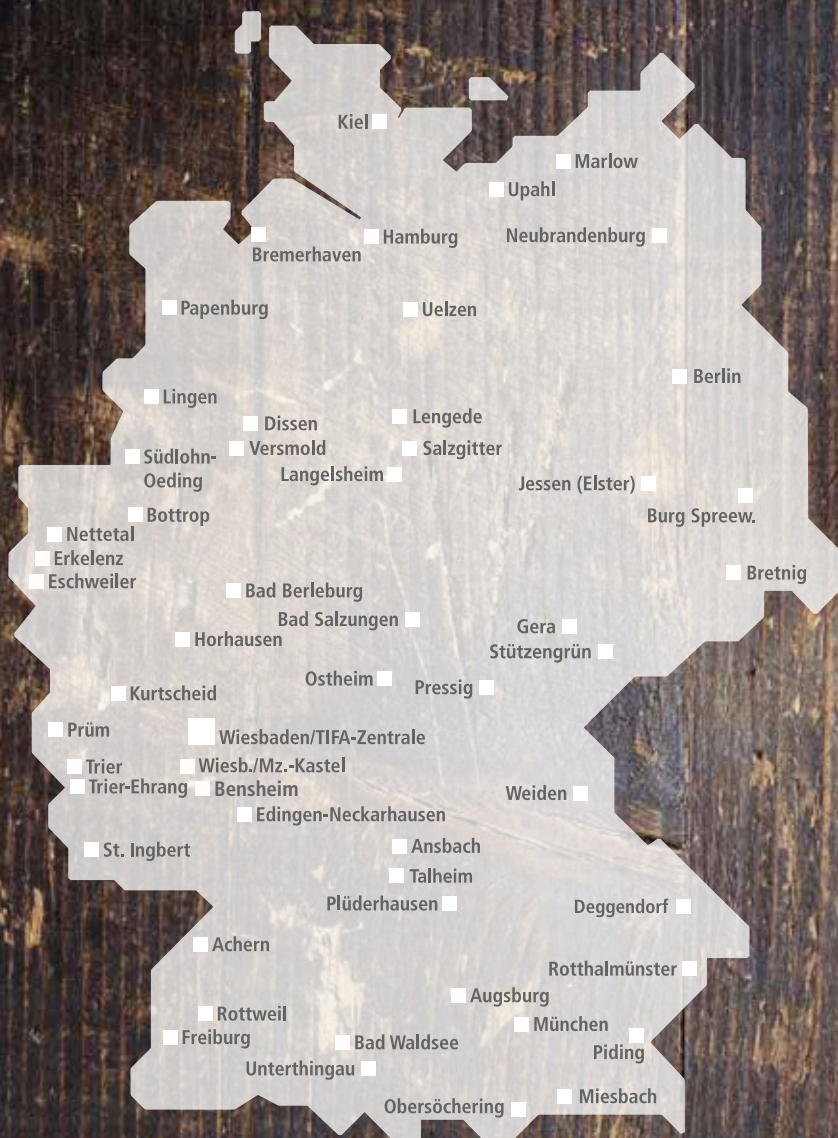 Kiel
Marlow
Upahl
Bremerhaven
Hamburg
Neubrandenburg
Papenburg
Uelzen
Berlin
Lingen
Dissen
Lengede
Versmold
Salzgitter
Südlohn-
Oeding
Langelsheim
Jessen (Elster)
Burg Spreew.
Bottrop
Nettetal
Erkelenz
Eschweiler
Bretnig
Bad Berleburg
Bad Salzungen
Gera
Horhausen
Stützengrün
Ostheim
Pressig
Kurtscheid
Prüm
Wiesbaden/TIFA-Zentrale
Trier
Wiesb./Mz.-Kastel
Trier-Ehrang
Bensheim
Weiden
Edingen-Neckarhausen
St. Ingbert
Ansbach
Talheim
Plüderhausen
Deggendorf
Achern
Rotthalmünster
Augsburg
Rottweil
München
Freiburg
Bad Waldsee
Piding
Unterthingau
Miesbach
Obersöchering